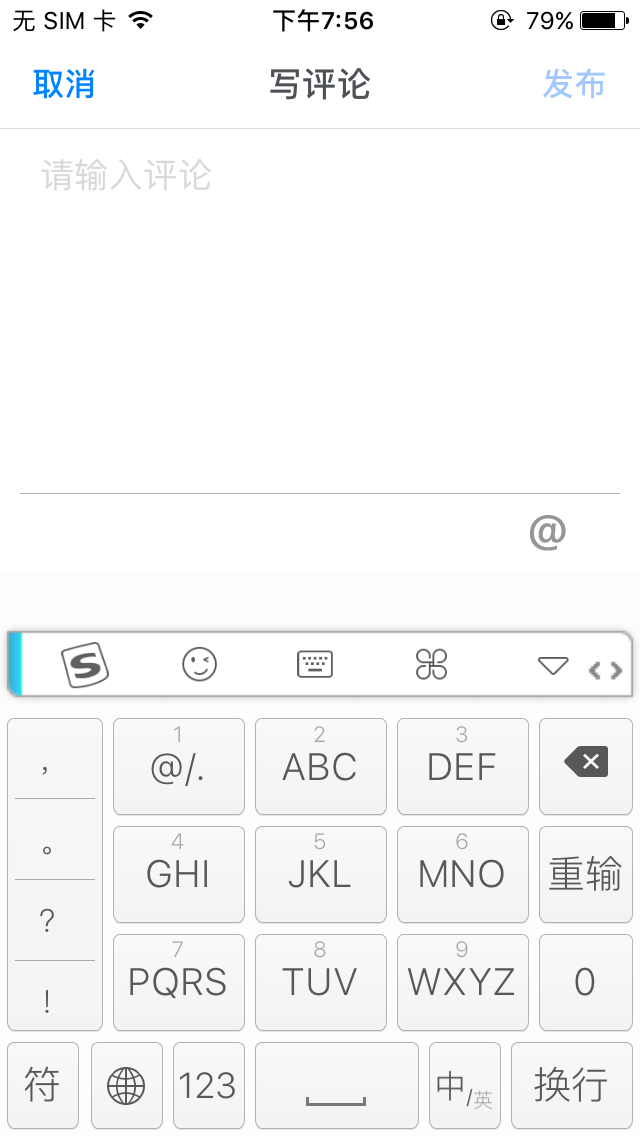 无 SIM 卡 下午7:56 79%
取消 写评论 发布
请输入评论
@
S
, 1 @/. 2 ABC 3 DEF
。 4 GHI 5 JKL 6 MNO 重输
?
! 7 PQRS 8 TUV 9 WXYZ 0
符 123 中/英 换行